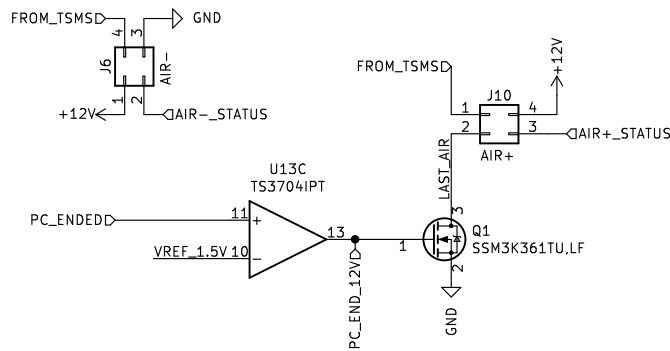 FROM_TSMS
4
3
GND
J6
AIR-
+12V
1
2
AIR-_STATUS
FROM_TSMS
+12V
J10
1
4
2
3
AIR+_STATUS
AIR+
LAST_AIR
U13C
TS3704IPT
PC_ENDED
11
+
13
VREF_1.5V
10
-
PC_END_12V
1
3
Q1
SSM3K361TU,LF
2
GND